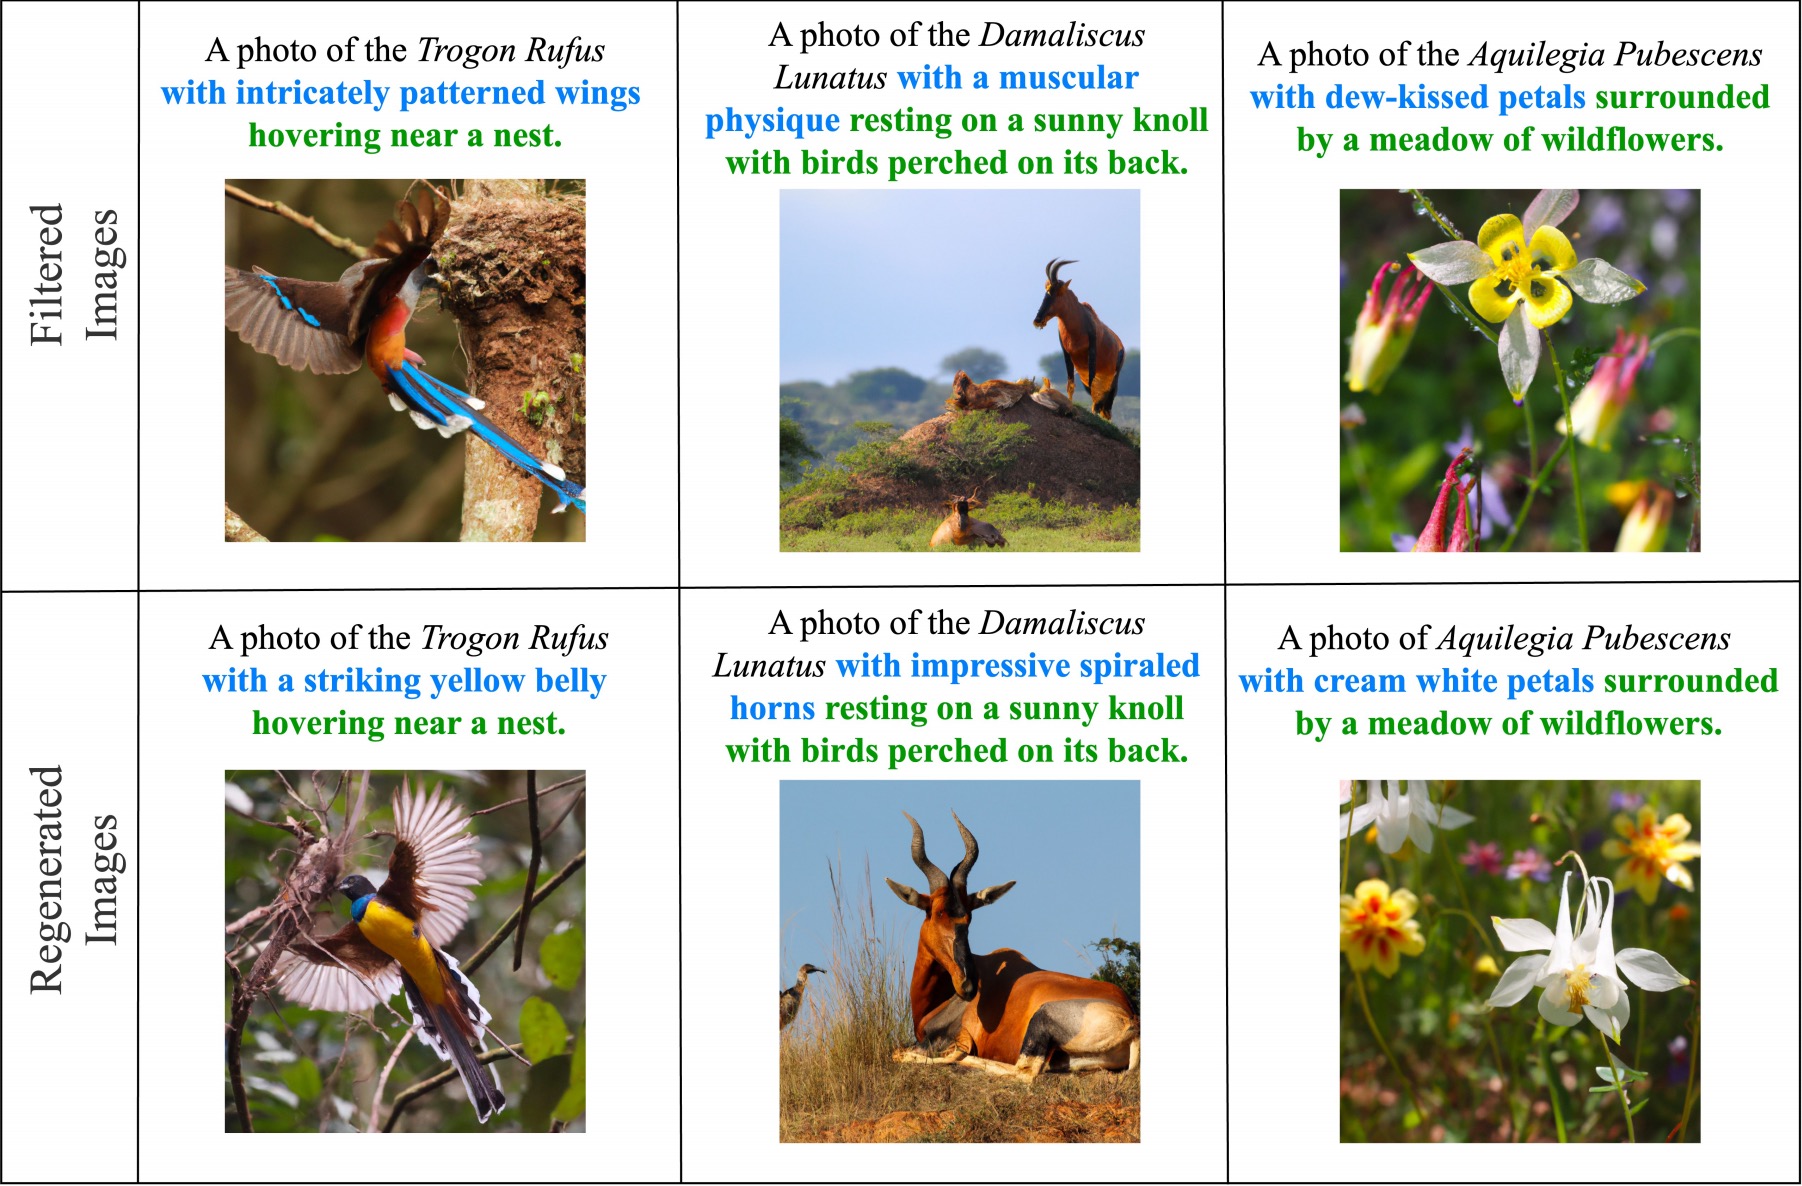 Filtered
Images
A photo of the Trogon Rufus
with intricately patterned wings
hovering near a nest.
A photo of the Damaliscus
Lunatus with a muscular
physique resting on a sunny knoll
with birds perched on its back.
A photo of the Aquilegia Pubescens
with dew-kissed petals surrounded
by a meadow of wildflowers.
Regenerated
Images
A photo of the Trogon Rufus
with a striking yellow belly
hovering near a nest.
A photo of the Damaliscus
Lunatus with impressive spiraled
horns resting on a sunny knoll
with birds perched on its back.
A photo of Aquilegia Pubescens
with cream white petals surrounded
by a meadow of wildflowers.